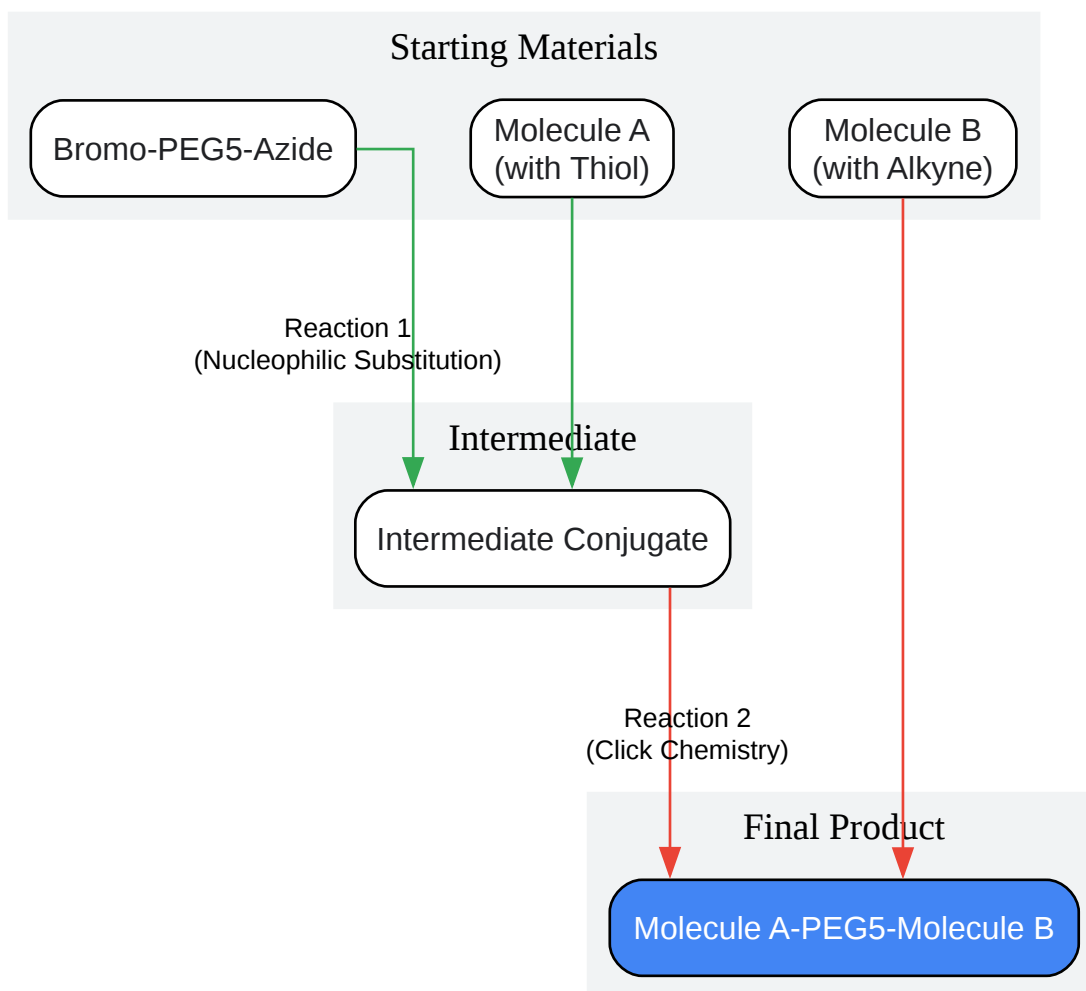 Starting Materials
Bromo-PEG5-Azide
Molecule A
(with Thiol)
Molecule B
(with Alkyne)
Reaction 1
(Nucleophilic Substitution)
Intermediate
Intermediate Conjugate
Reaction 2
(Click Chemistry)
Final Product
Molecule A-PEG5-Molecule B